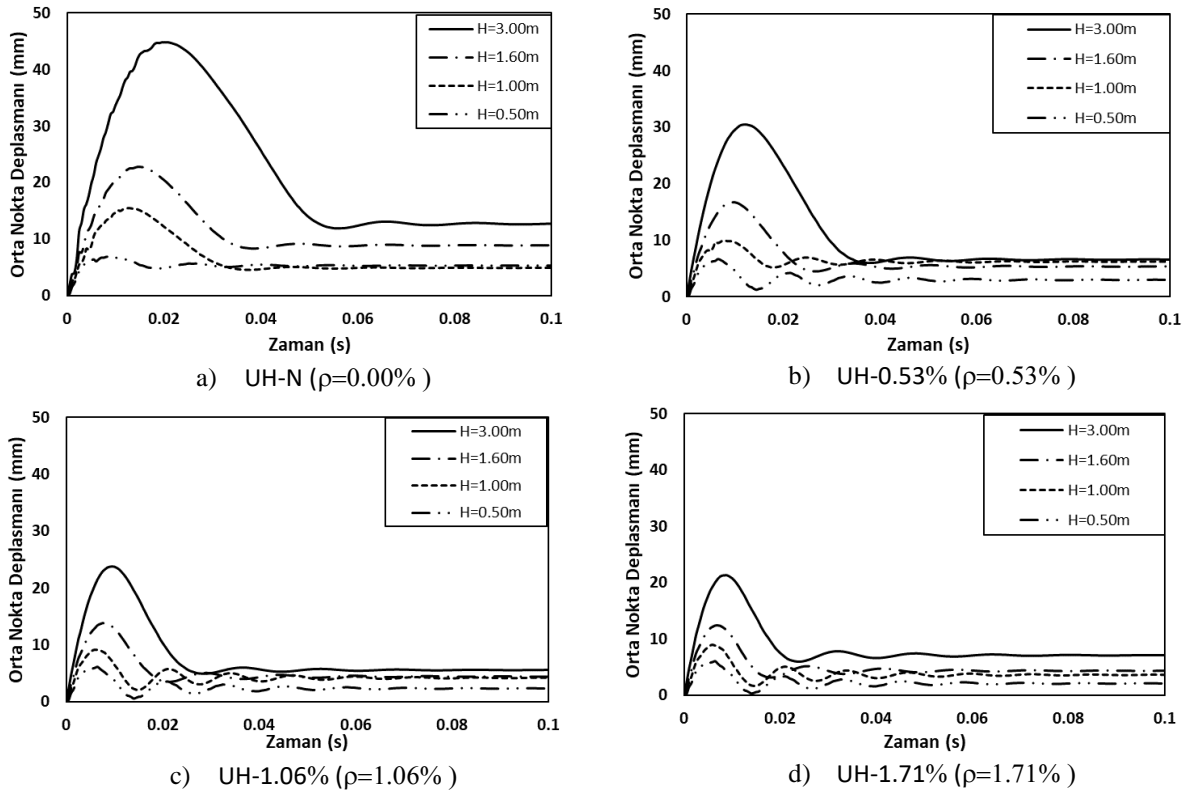 50
40
30
20
10
0
Orta Nokta Deplasmanı (mm)
H=3.00m
H=1.60m
H=1.00m
H=0.50m
0 0.02 0.04 0.06 0.08 0.1
Zaman (s)
a) UH-N (ρ=0.00% )
50
40
30
20
10
0
Orta Nokta Deplasmanı (mm)
H=3.00m
H=1.60m
H=1.00m
H=0.50m
0 0.02 0.04 0.06 0.08 0.1
Zaman (s)
b) UH-0.53% (ρ=0.53% )
50
40
30
20
10
0
Orta Nokta Deplasmanı (mm)
H=3.00m
H=1.60m
H=1.00m
H=0.50m
0 0.02 0.04 0.06 0.08 0.1
Zaman (s)
c) UH-1.06% (ρ=1.06% )
50
40
30
20
10
0
Orta Nokta Deplasmanı (mm)
H=3.00m
H=1.60m
H=1.00m
H=0.50m
0 0.02 0.04 0.06 0.08 0.1
Zaman (s)
d) UH-1.71% (ρ=1.71% )